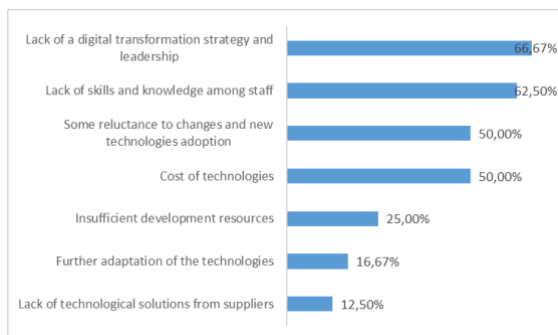 Lack of a digital transformation strategy and
leadership
66,67%
Lack of skills and knowledge among staff
62,50%
Some reluctance to changes and new
technologies adoption
50,00%
Cost of technologies
50,00%
Insufficient development resources
25,00%
Further adaptation of the technologies
16,67%
Lack of technological solutions from suppliers
12,50%